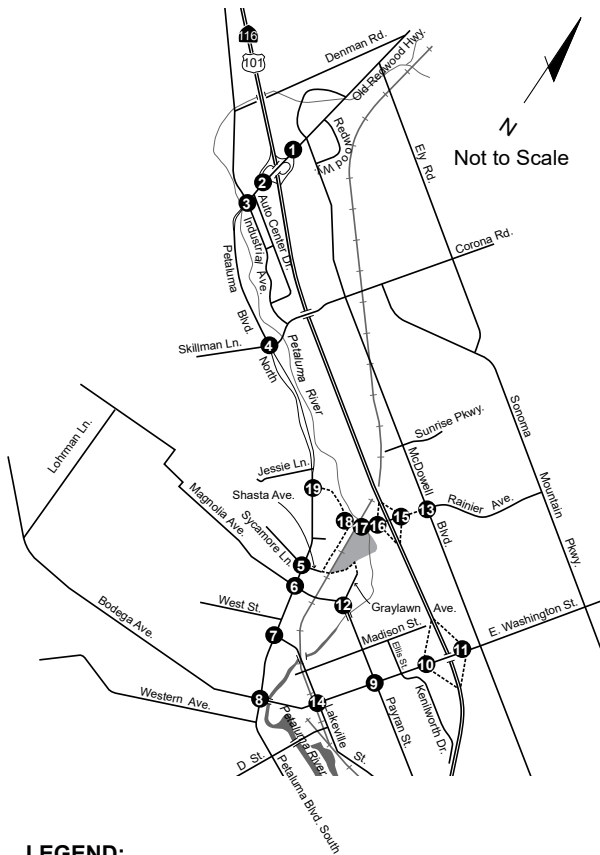 116
101
Denman Rd.
Old Redwood Hwy.
Redwood Wy.
Ely Rd.
N
Not to Scale
1
2
3
Auto Center Dr.
Industrial Ave.
Petaluma Blvd. North
Corona Rd.
Skillman Ln.
4
Petaluma River
Sunrise Pkwy.
Sonoma Mountain Pkwy.
Lohrman Ln.
Jessie Ln.
McDowell Blvd
Rainier Ave.
19
Shasta Ave.
Magnolia Ave.
Sycamore Ln.
18
17
16
15
13
5
6
12
Graylawn Ave.
West St.
Bodega Ave.
Madison St.
E. Washington St.
7
Ellis St.
11
10
9
Western Ave.
8
14
Lakeville St.
Payran St.
Kenilworth Dr.
Petaluma River
D St.
Petaluma Blvd. South
LEGEND: